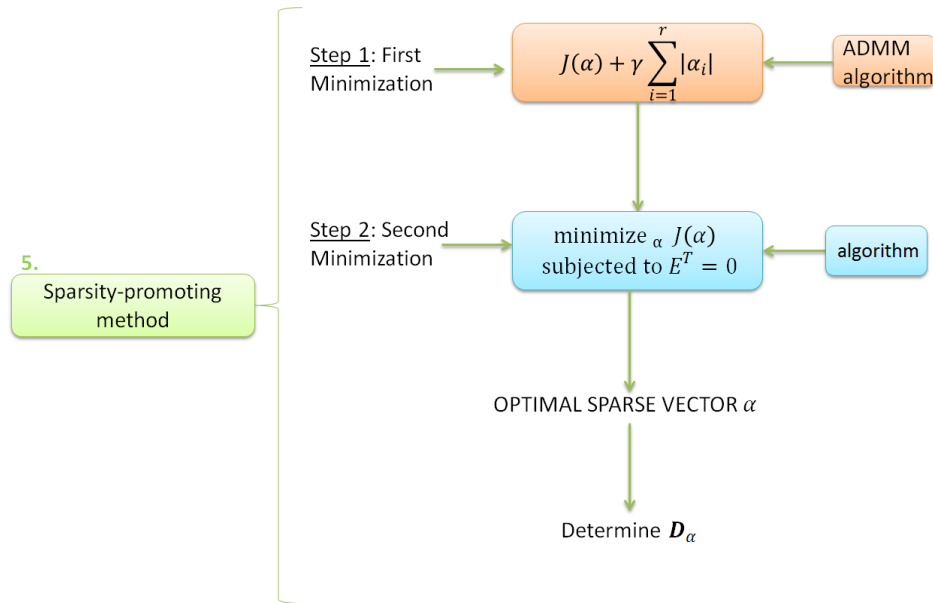 5.
Sparsity-promoting
method
Step 1: First
Minimization
J(α) + γ ∑_{i=1}^{r} |α_i|
ADMM
algorithm
Step 2: Second
Minimization
minimize α J(α)
subjected to E^T = 0
algorithm
OPTIMAL SPARSE VECTOR α
Determine D_α